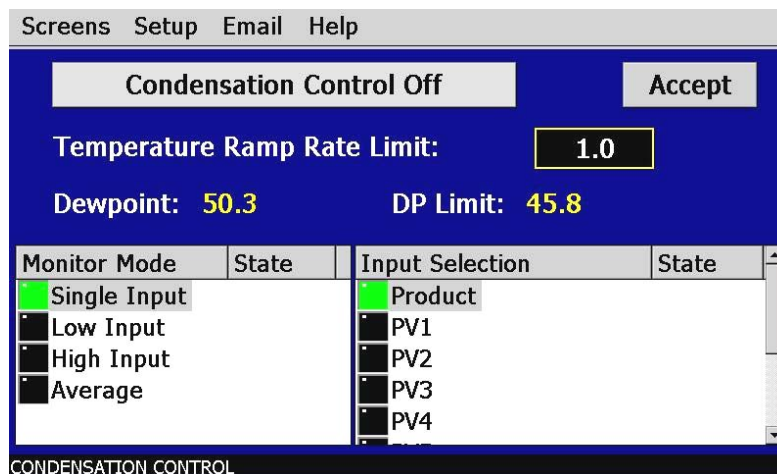 Screens Setup Email Help
Condensation Control Off Accept
Temperature Ramp Rate Limit: 1.0
Dewpoint: 50.3 DP Limit: 45.8
Monitor Mode State Input Selection State
Single Input Product
Low Input PV1
High Input PV2
Average PV3
PV4
CONDENSATION CONTROL